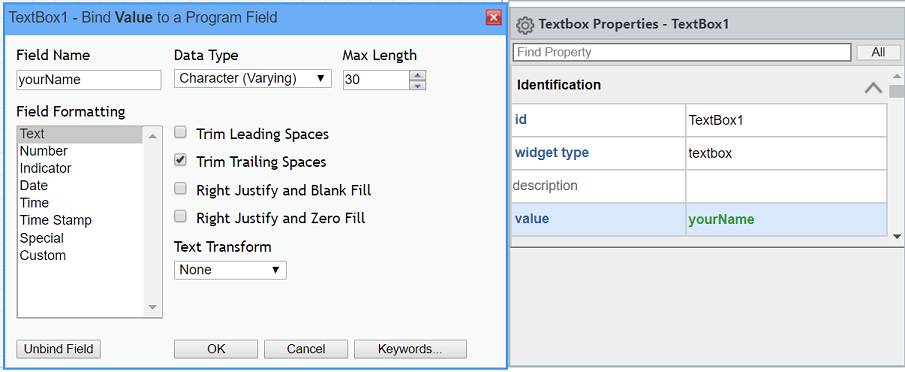 TextBox1 - Bind Value to a Program Field
Field Name
yourName
Data Type
Character (Varying)
Max Length
30
Field Formatting
Text
Number
Indicator
Date
Time
Time Stamp
Special
Custom
Trim Leading Spaces
Trim Trailing Spaces
Right Justify and Blank Fill
Right Justify and Zero Fill
Text Transform
None
Unbind Field
OK
Cancel
Keywords...
Textbox Properties - TextBox1
Find Property
All
Identification
id TextBox1
widget type textbox
description
value yourName